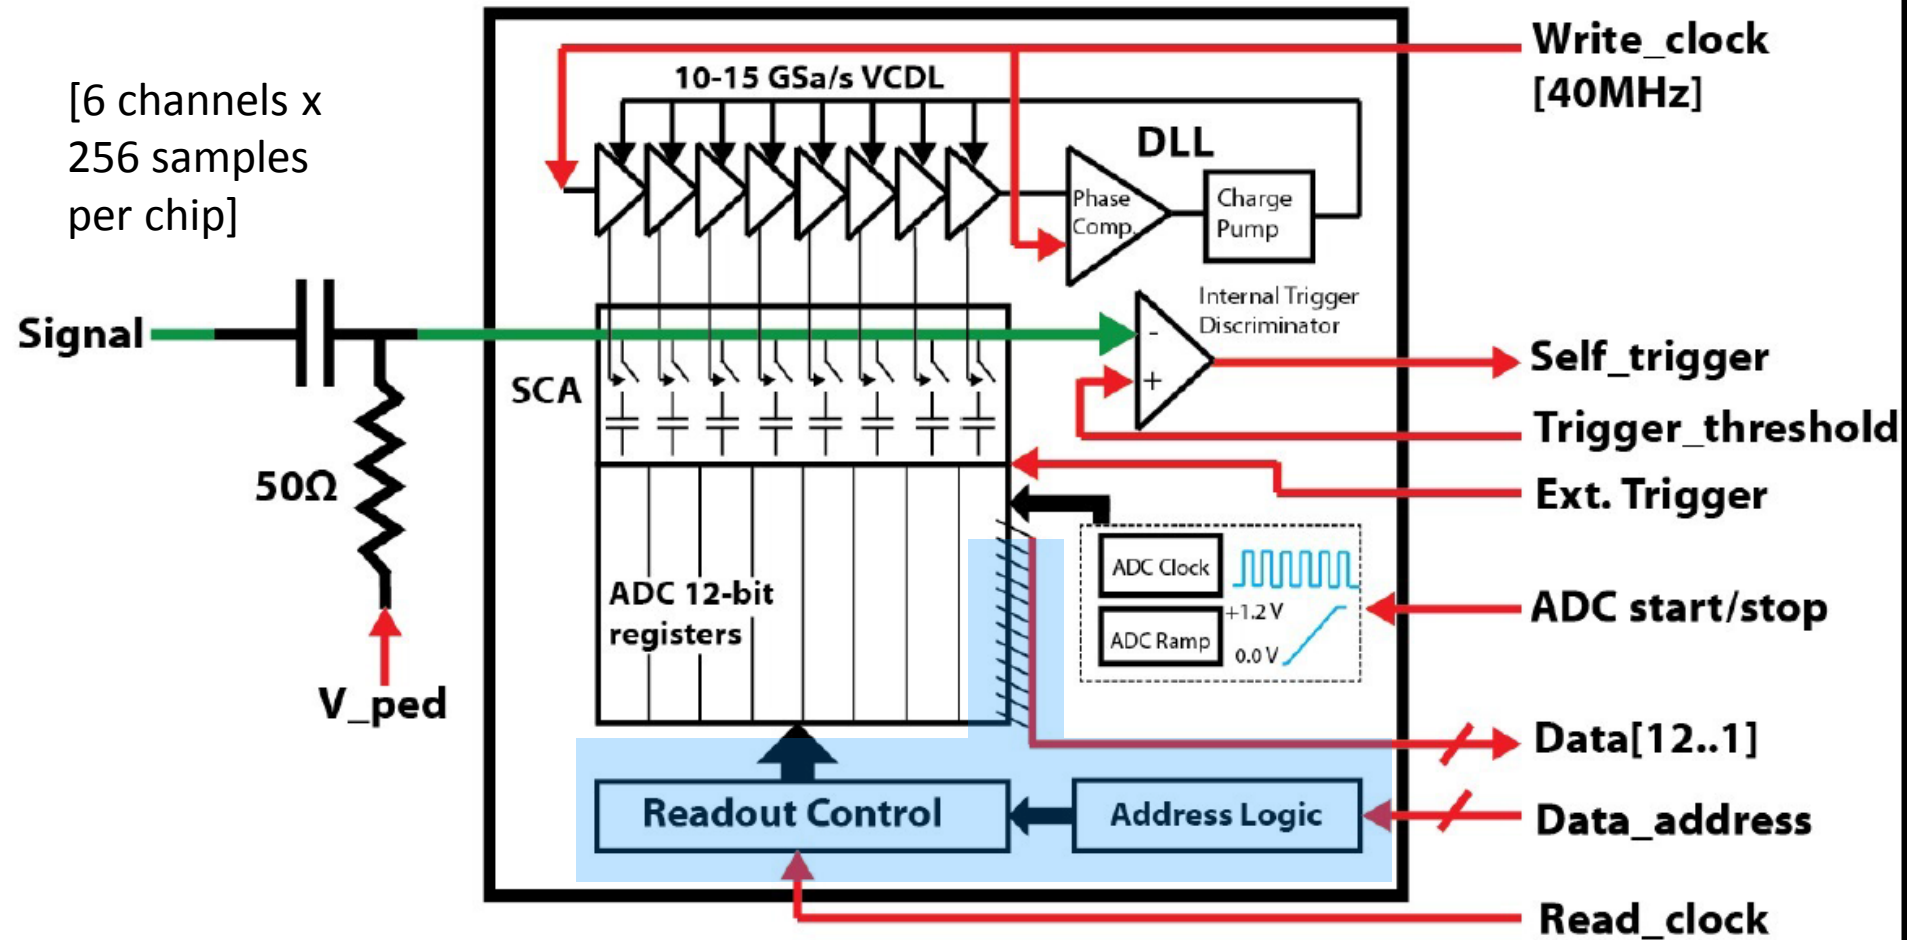 [6 channels x
256 samples
per chip]
10-15 GSa/s VCDL
Write_clock
[40MHz]
DLL
Phase
Comp.
Charge
Pump
Signal
Internal Trigger
Discriminator
-
+
Self_trigger
SCA
Trigger_threshold
50Ω
Ext. Trigger
ADC 12-bit
registers
ADC Clock
+1.2 V
ADC Ramp
0.0 V
ADC start/stop
V_ped
Data[12..1]
Readout Control
Address Logic
Data_address
Read_clock